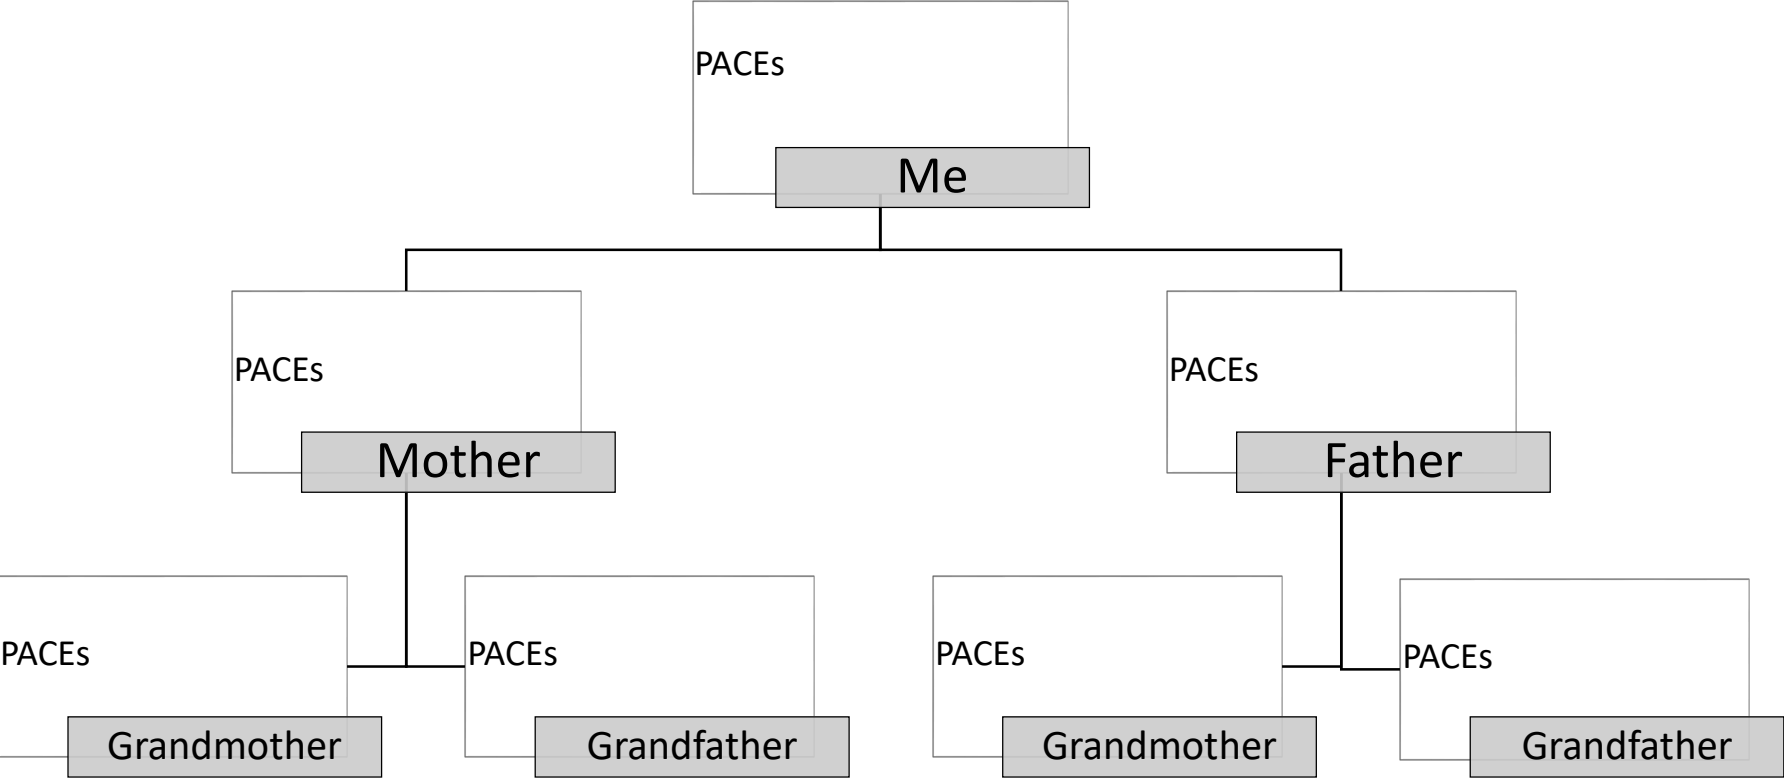 PACEs
Me
PACEs
PACEs
Mother
Father
PACEs
PACEs
PACEs
PACEs
Grandmother
Grandfather
Grandmother
Grandfather